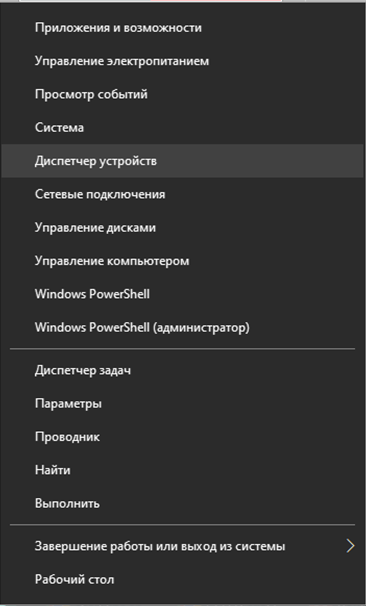 Приложения и возможности
Управление электропитанием
Просмотр событий
Система
Диспетчер устройств
Сетевые подключения
Управление дисками
Управление компьютером
Windows PowerShell
Windows PowerShell (администратор)
Диспетчер задач
Параметры
Проводник
Найти
Выполнить
Завершение работы или выход из системы
Рабочий стол